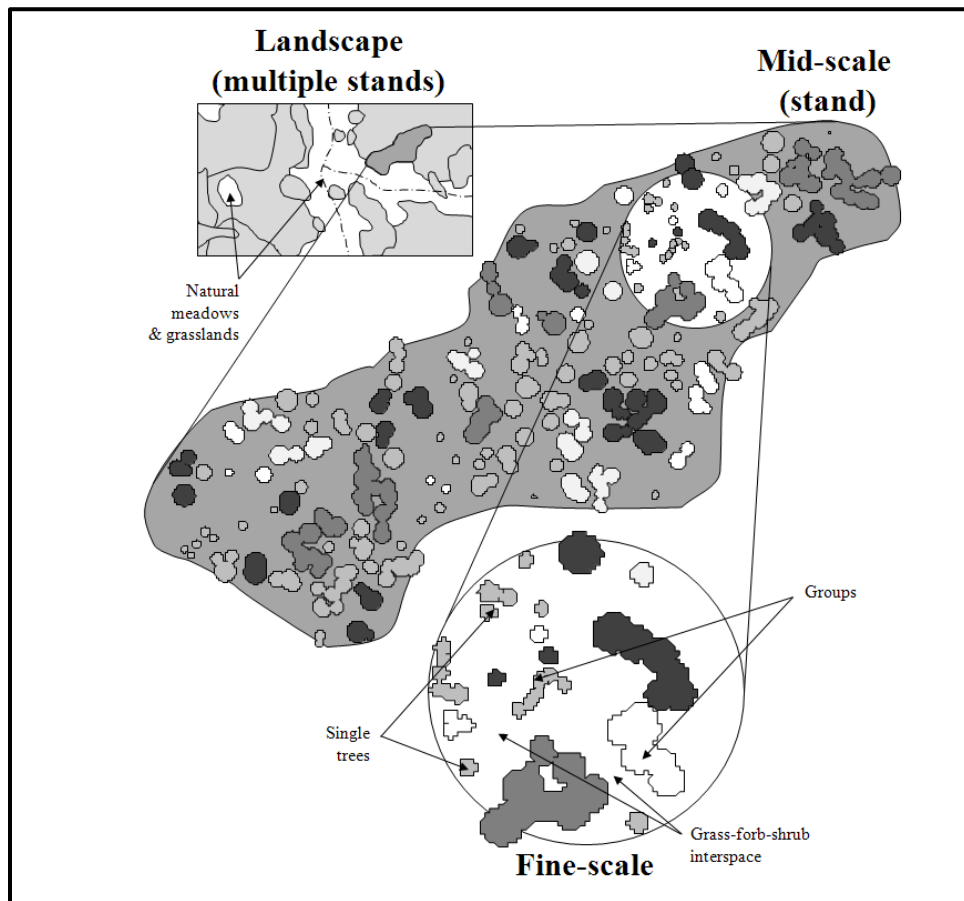 Landscape
(multiple stands)
Mid-scale
(stand)
Natural
meadows
& grasslands
Groups
Single
trees
Grass-forb-shrub
interspace
Fine-scale